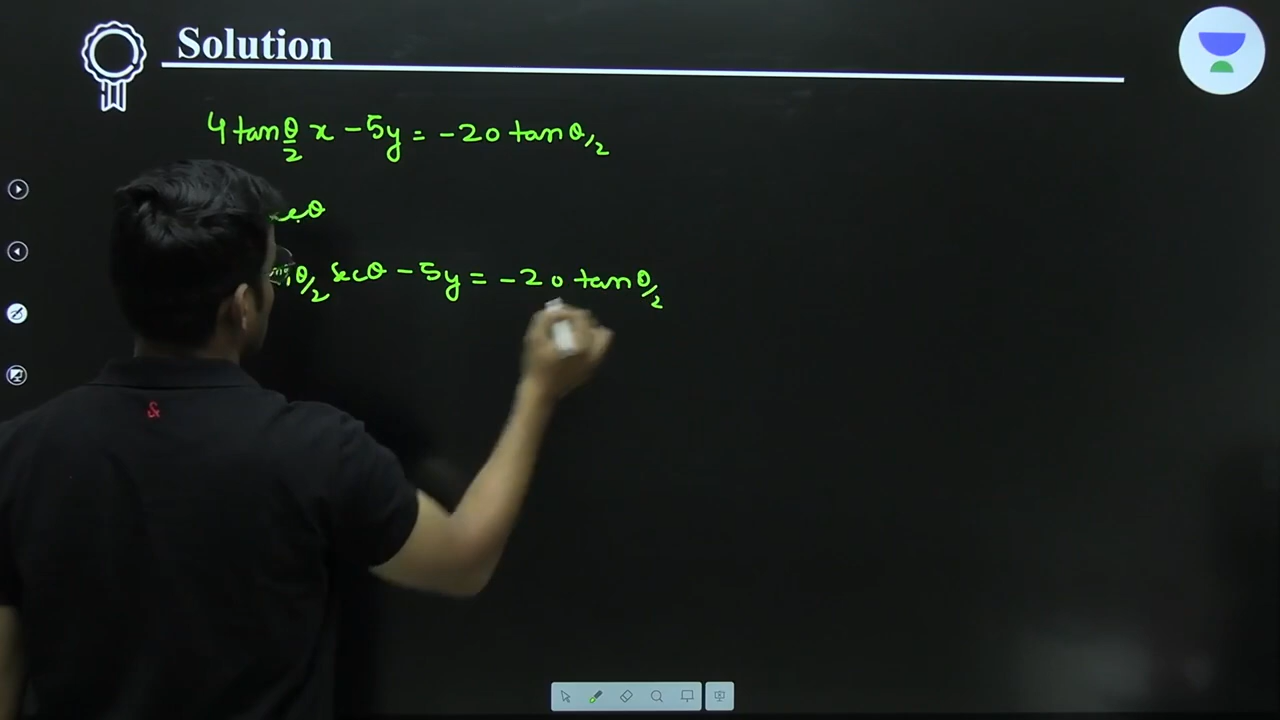 Solution
4 tan θ/2 x - 5y = -20 tan θ/2
secθ
θ/2 secθ - 5y = -20 tan θ/2
&